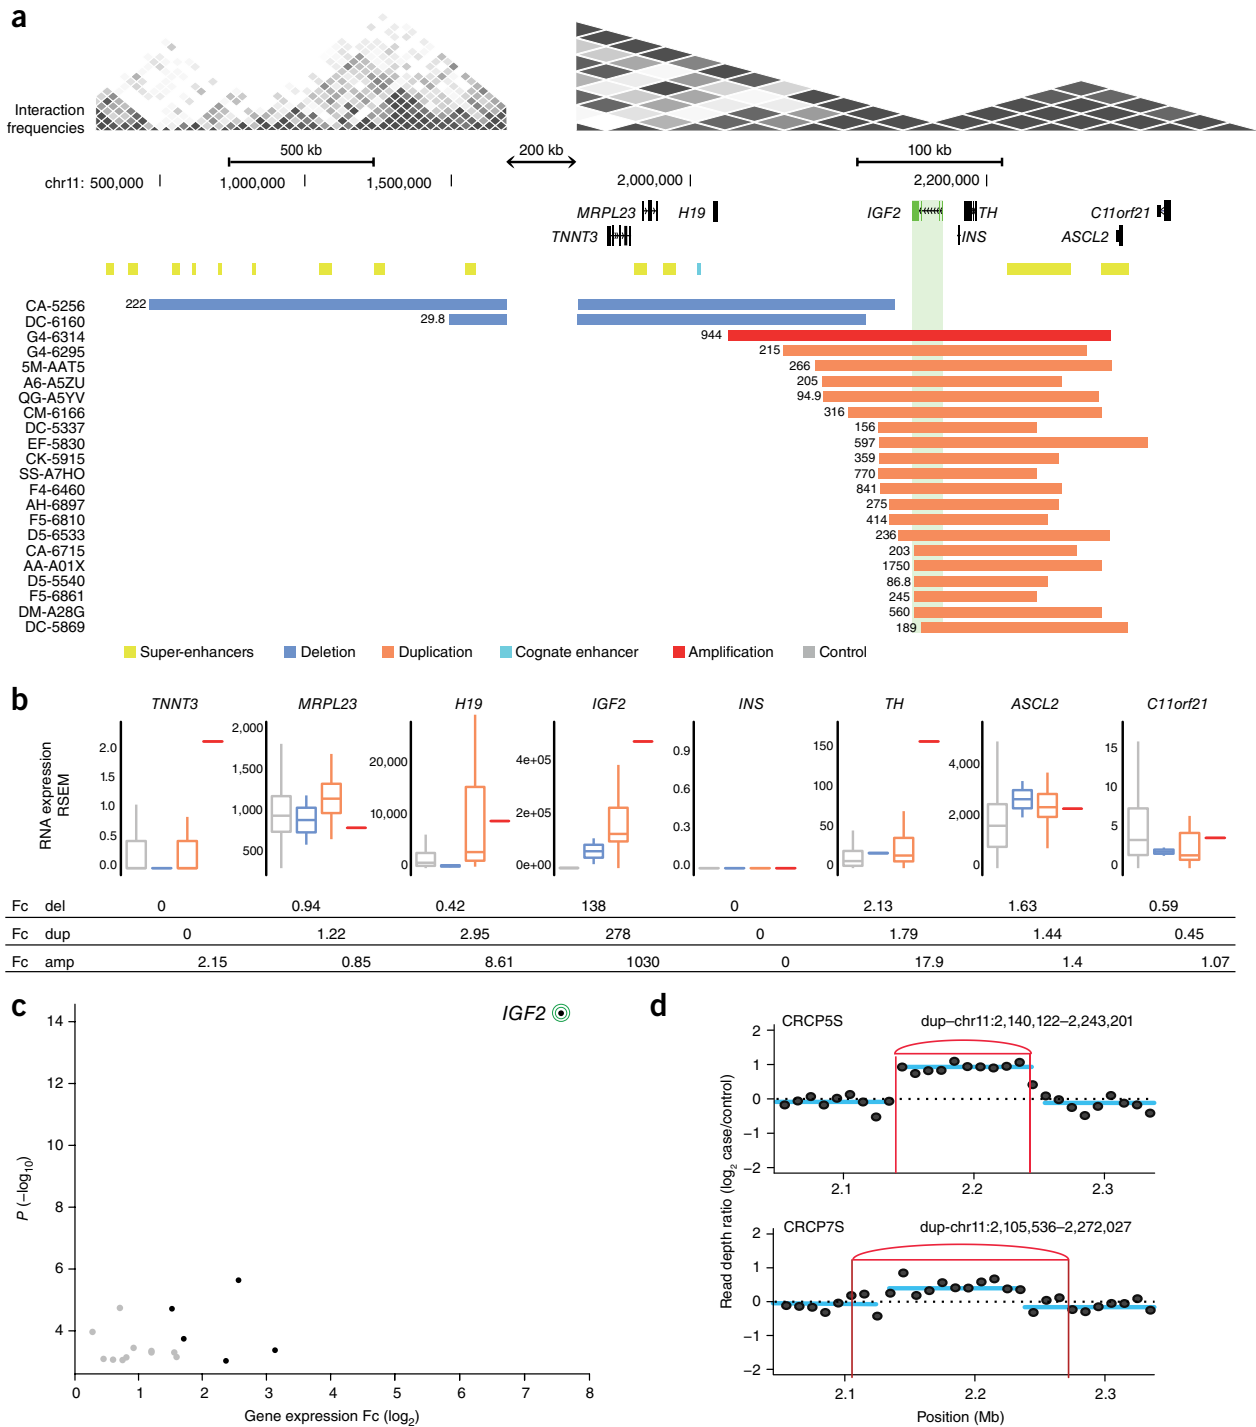 a
Interaction
frequencies
500 kb
200 kb
100 kb
chr11: 500,000
1,000,000
1,500,000
2,000,000
2,200,000
MRPL23
H19
IGF2
TH
C11orf21
TNNT3
INS
ASCL2
CA-5256
222
DC-6160
29.8
G4-6314
944
G4-6295
215
5M-AAT5
266
A6-A5ZU
205
QG-A5YV
94.9
CM-6166
316
DC-5337
156
EF-5830
597
CK-5915
359
SS-A7HO
770
F4-6460
841
AH-6897
275
F5-6810
414
D5-6533
236
CA-6715
203
AA-A01X
1750
D5-5540
86.8
F5-6861
245
DM-A28G
560
DC-5869
189
Super-enhancers
Deletion
Duplication
Cognate enhancer
Amplification
Control
b
RNA expression
RSEM
TNNT3
2.0
1.5
1.0
0.5
0.0
MRPL23
2,000
1,500
1,000
500
H19
20,000
10,000
0
IGF2
4e+05
2e+05
0e+00
INS
0.9
0.6
0.3
0.0
TH
150
100
50
0
ASCL2
4,000
2,000
0
C11orf21
15
10
5
0
Fc del 0 0.94 0.42 138 0 2.13 1.63 0.59
Fc dup 0 1.22 2.95 278 0 1.79 1.44 0.45
Fc amp 2.15 0.85 8.61 1030 0 17.9 1.4 1.07
c
P (−log10)
14
12
10
8
6
4
IGF2
0 1 2 3 4 5 6 7 8
Gene expression Fc (log2)
d
Read depth ratio (log2 case/control)
CRCP5S
dup–chr11:2,140,122–2,243,201
2
1
0
−1
−2
2.1 2.2 2.3
CRCP7S
dup-chr11:2,105,536–2,272,027
2
1
0
−1
−2
2.1 2.2 2.3
Position (Mb)